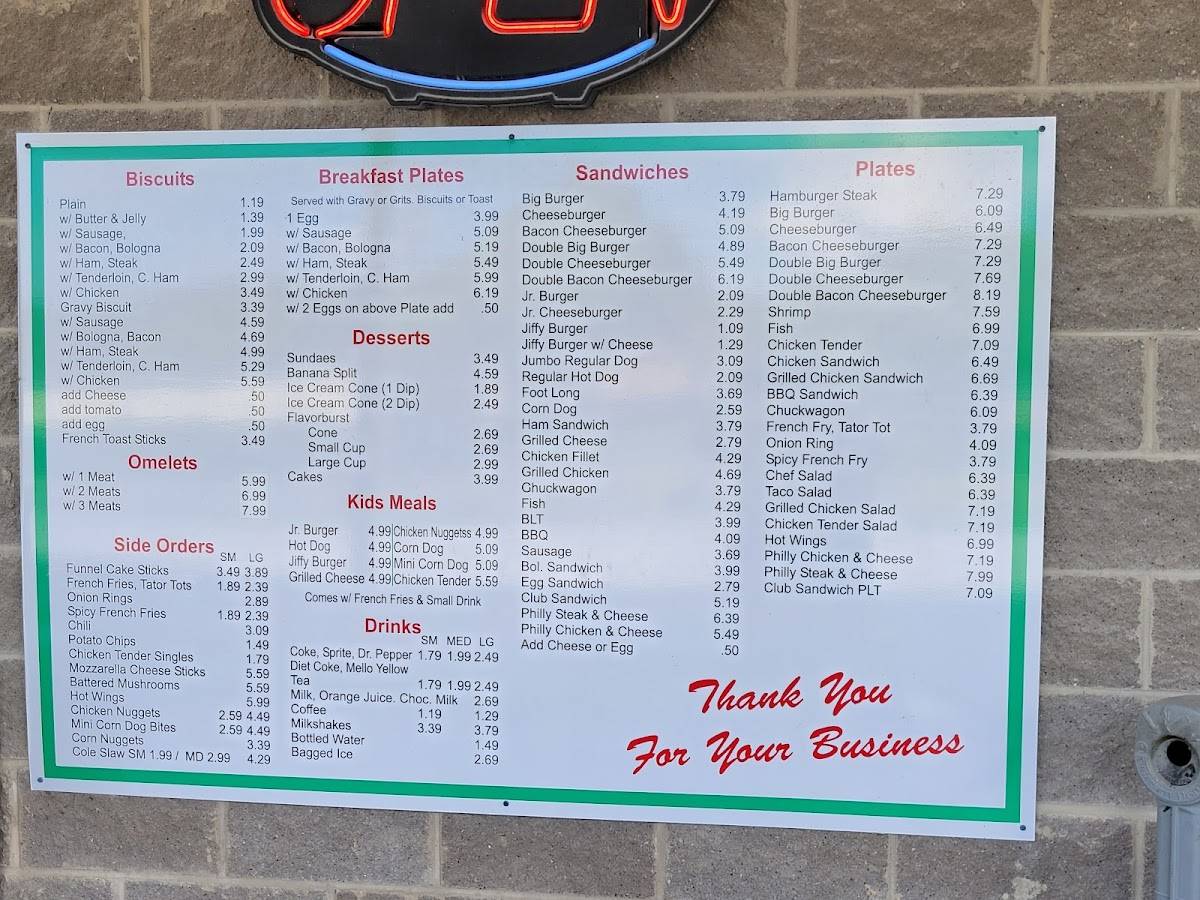 OPEN
Biscuits
Plain 1.19
w/ Butter & Jelly 1.39
w/ Sausage, 1.99
w/ Bacon, Bologna 2.09
w/ Ham, Steak 2.49
w/ Tenderloin, C. Ham 2.99
w/ Chicken 3.49
Gravy Biscuit 3.39
w/ Sausage 4.59
w/ Bologna, Bacon 4.69
w/ Ham, Steak 4.99
w/ Tenderloin, C. Ham 5.29
w/ Chicken 5.59
add Cheese .50
add tomato .50
add egg .50
French Toast Sticks 3.49
Omelets
w/ 1 Meat 5.99
w/ 2 Meats 6.99
w/ 3 Meats 7.99
Side Orders SM LG
Funnel Cake Sticks 3.49 3.89
French Fries, Tator Tots 1.89 2.39
Onion Rings 2.89
Spicy French Fries 1.89 2.39
Chili 3.09
Potato Chips 1.49
Chicken Tender Singles 1.79
Mozzarella Cheese Sticks 5.59
Battered Mushrooms 5.59
Hot Wings 5.99
Chicken Nuggets 2.59 4.49
Mini Corn Dog Bites 2.59 4.49
Corn Nuggets 3.39
Cole Slaw SM 1.99 / MD 2.99 4.29
Breakfast Plates
Served with Gravy or Grits. Biscuits or Toast
1 Egg 3.99
w/ Sausage 5.09
w/ Bacon, Bologna 5.19
w/ Ham, Steak 5.49
w/ Tenderloin, C. Ham 5.99
w/ Chicken 6.19
w/ 2 Eggs on above Plate add .50
Desserts
Sundaes 3.49
Banana Split 4.59
Ice Cream Cone (1 Dip) 1.89
Ice Cream Cone (2 Dip) 2.49
Flavorburst
Cone 2.69
Small Cup 2.69
Large Cup 2.99
Cakes 3.99
Kids Meals
Jr. Burger 4.99 Chicken Nuggetss 4.99
Hot Dog 4.99 Corn Dog 5.09
Jiffy Burger 4.99 Mini Corn Dog 5.09
Grilled Cheese 4.99 Chicken Tender 5.59
Comes w/ French Fries & Small Drink
Drinks
SM MED LG
Coke, Sprite, Dr. Pepper 1.79 1.99 2.49
Diet Coke, Mello Yellow
Tea 1.79 1.99 2.49
Milk, Orange Juice. Choc. Milk 2.69
Coffee 1.19 1.29
Milkshakes 3.39 3.79
Bottled Water 1.49
Bagged Ice 2.69
Sandwiches
Big Burger 3.79
Cheeseburger 4.19
Bacon Cheeseburger 5.09
Double Big Burger 4.89
Double Cheeseburger 5.49
Double Bacon Cheeseburger 6.19
Jr. Burger 2.09
Jr. Cheeseburger 2.29
Jiffy Burger 1.09
Jiffy Burger w/ Cheese 1.29
Jumbo Regular Dog 3.09
Regular Hot Dog 2.09
Foot Long 3.69
Corn Dog 2.59
Ham Sandwich 3.79
Grilled Cheese 2.79
Chicken Fillet 4.29
Grilled Chicken 4.69
Chuckwagon 3.79
Fish 4.29
BLT 3.99
BBQ 4.09
Sausage 3.69
Bol. Sandwich 3.99
Egg Sandwich 2.79
Club Sandwich 5.19
Philly Steak & Cheese 6.39
Philly Chicken & Cheese 5.49
Add Cheese or Egg .50
Plates
Hamburger Steak 7.29
Big Burger 6.09
Cheeseburger 6.49
Bacon Cheeseburger 7.29
Double Big Burger 7.29
Double Cheeseburger 7.69
Double Bacon Cheeseburger 8.19
Shrimp 7.59
Fish 6.99
Chicken Tender 7.09
Chicken Sandwich 6.49
Grilled Chicken Sandwich 6.69
BBQ Sandwich 6.39
Chuckwagon 6.09
French Fry, Tator Tot 3.79
Onion Ring 4.09
Spicy French Fry 3.79
Chef Salad 6.39
Taco Salad 6.39
Grilled Chicken Salad 7.19
Chicken Tender Salad 7.19
Hot Wings 6.99
Philly Chicken & Cheese 7.19
Philly Steak & Cheese 7.99
Club Sandwich PLT 7.09
Thank You
For Your Business